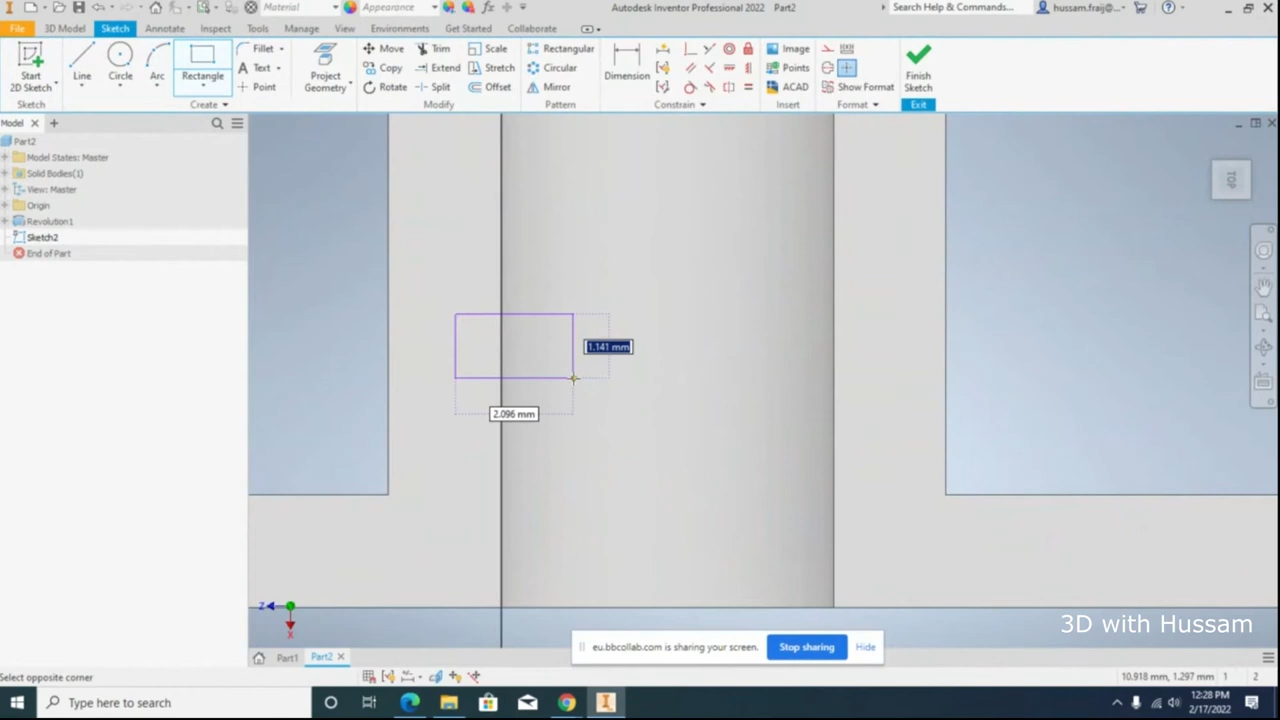 Material
Appearance
fx
Autodesk Inventor Professional 2022 Part2
Search Help & Commands...
hussam.fraij@...
File
3D Model
Sketch
Annotate
Inspect
Tools
Manage
View
Environments
Get Started
Collaborate
Start
2D Sketch
Line
Circle
Arc
Rectangle
Fillet
Text
Point
Project
Geometry
Move
Copy
Rotate
Trim
Extend
Split
Scale
Stretch
Offset
Rectangular
Circular
Mirror
Dimension
Image
Points
ACAD
Show Format
Finish
Sketch
Sketch
Create
Modify
Pattern
Constrain
Insert
Format
Exit
Model
Part2
Model States: Master
Solid Bodies(1)
View: Master
Origin
Revolution1
Sketch2
End of Part
TOP
1.141 mm
2.096 mm
Z
X
3D with Hussam
eu.bbcollab.com is sharing your screen.
Stop sharing
Hide
Part1
Part2
Select opposite corner
10.918 mm, 1.297 mm
1
2
Type here to search
12:28 PM
2/17/2022